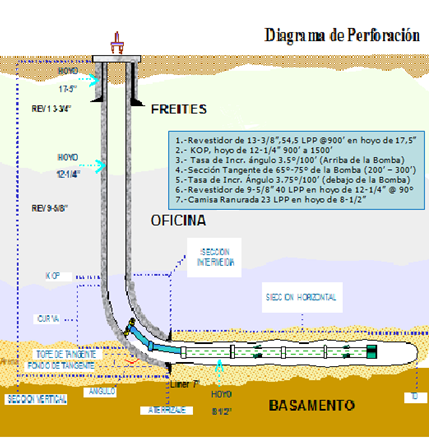 Diagrama de Perforación
HOYO
17-5"
REV 13-3/4"
FREITES
1.-Revestidor de 13-3/8",54,5 LPP @900' en hoyo de 17,5"
2.- KOP, hoyo de 12-1/4" 900' a 1500'
3.- Tasa de Incr. ángulo 3.5°/100' (Arriba de la Bomba)
4.-Sección Tangente de 65°-75° de la Bomba (200' – 300')
5.-Tasa de Incr. Ángulo 3.75°/100' (debajo de la Bomba)
6.-Revestidor de 9-5/8" 40 LPP en hoyo de 12-1/4" @ 90°
7.-Camisa Ranurada 23 LPP en hoyo de 8-1/2"
HOYO
12-1/4"
REV 9-5/8"
OFICINA
SECCION
INTERMEDIA
KOP
SECCION HORIZONTAL
CURVA
TOPE DE TANGENTE
FONDO DE TANGENTE
ANGULO
Liner 7"
HOYO
8-1/2"
TD
SECCION VERTICAL
ATERRIZAJE
BASAMENTO